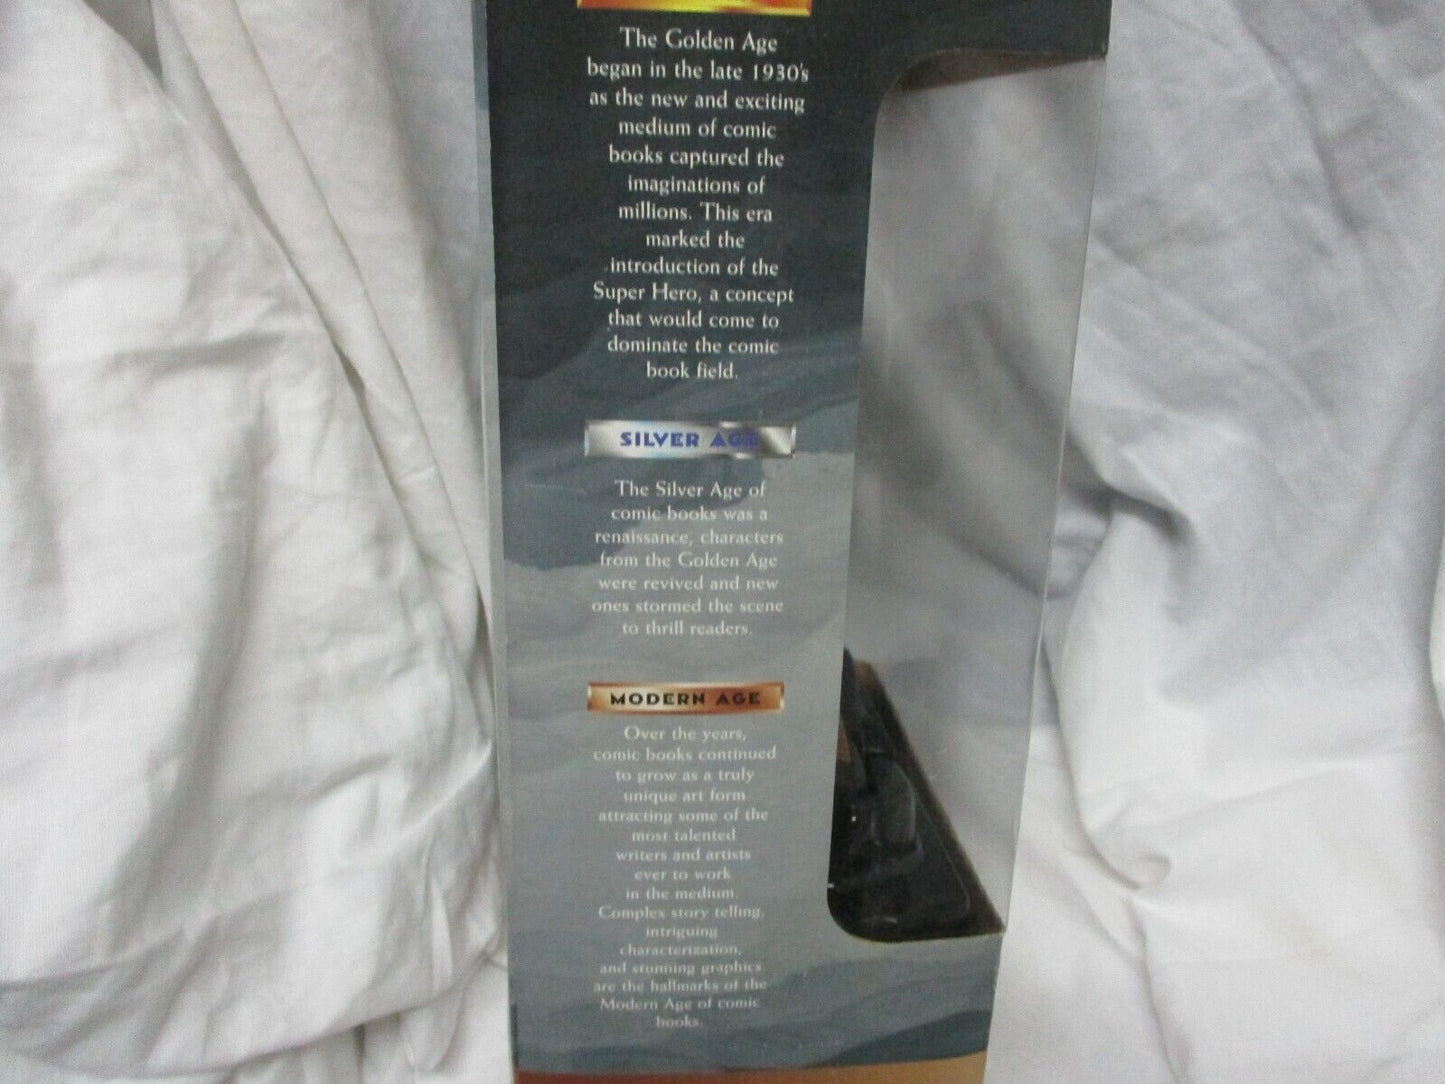 The Golden Age
began in the late 1930's
as the new and exciting
medium of comic
books captured the
imaginations of
millions. This era
marked the
introduction of the
Super Hero, a concept
that would come to
dominate the comic
book field.
SILVER AGE
The Silver Age of
comic books was a
renaissance, characters
from the Golden Age
were revived and new
ones stormed the scene
to thrill readers.
MODERN AGE
Over the years,
comic books continued
to grow as a truly
unique art form
attracting some of the
most talented
writers and artists
ever to work
in the medium.
Complex story telling,
intriguing
characterization,
and stunning graphics
are the hallmarks of the
Modern Age of comic
books.